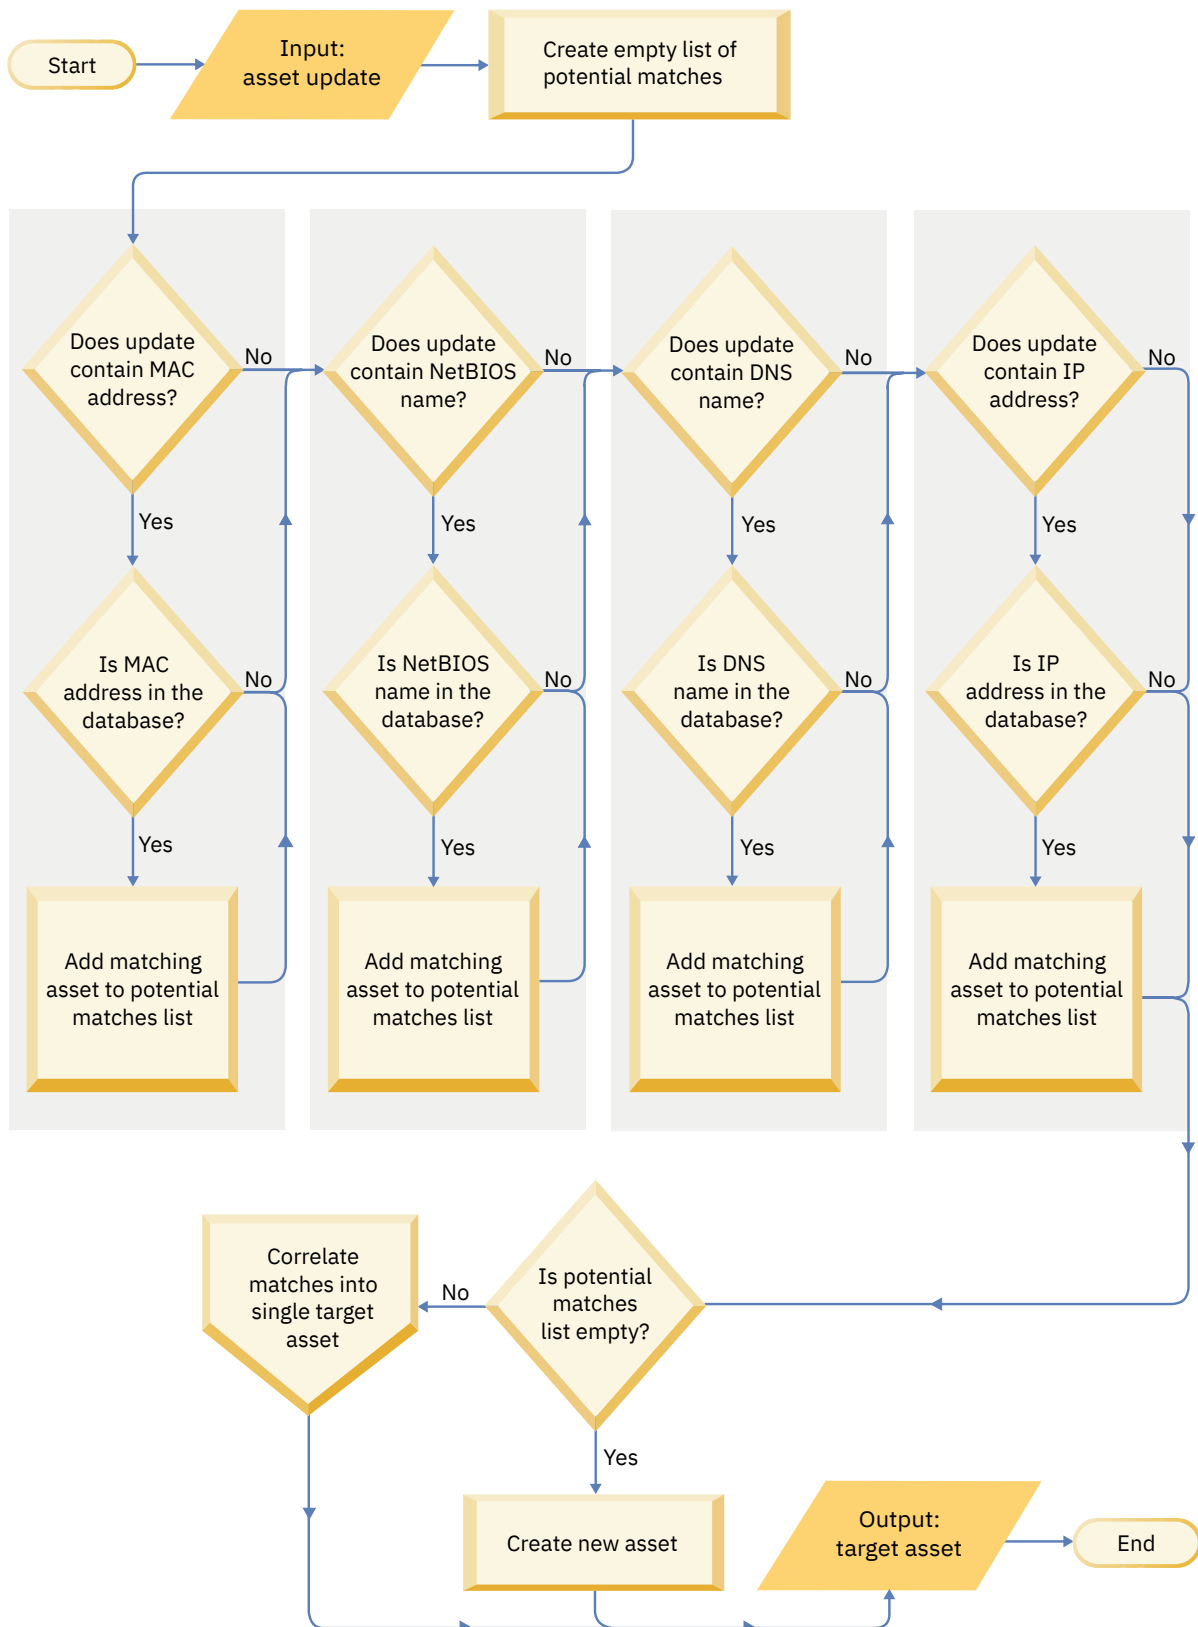 Start
Input:
asset update
Create empty list of
potential matches
Does update
contain MAC
address?
No
Yes
Is MAC
address in the
database?
No
Yes
Add matching
asset to potential
matches list
Does update
contain NetBIOS
name?
No
Yes
Is NetBIOS
name in the
database?
No
Yes
Add matching
asset to potential
matches list
Does update
contain DNS
name?
No
Yes
Is DNS
name in the
database?
No
Yes
Add matching
asset to potential
matches list
Does update
contain IP
address?
No
Yes
Is IP
address in the
database?
No
Yes
Add matching
asset to potential
matches list
Is potential
matches
list empty?
No
Correlate
matches into
single target
asset
Yes
Create new asset
Output:
target asset
End